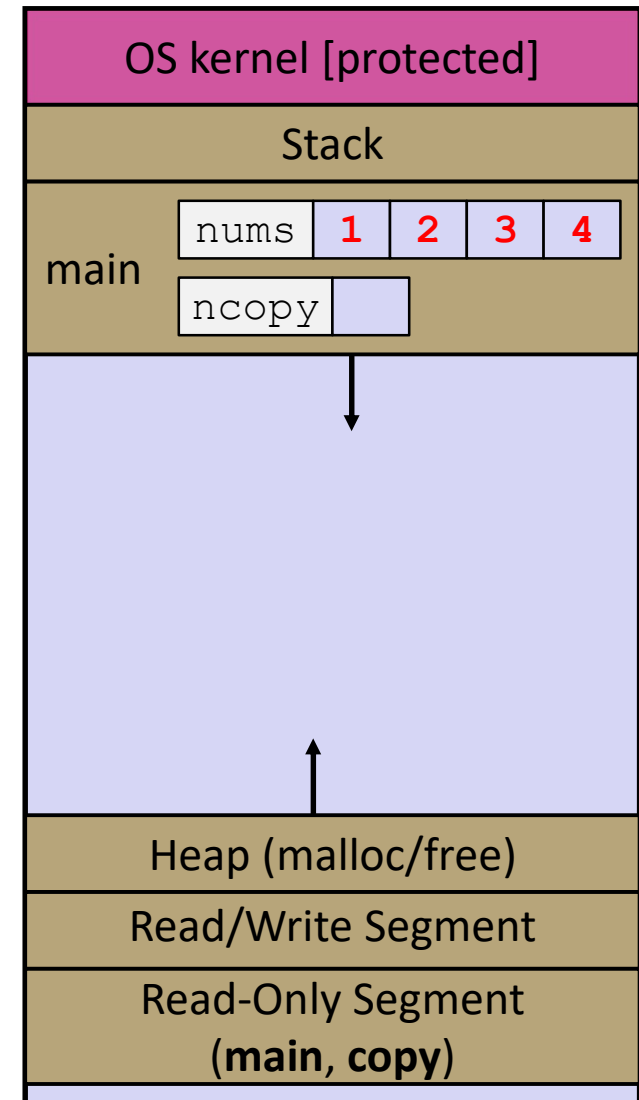 OS kernel [protected]
Stack
main
nums 1 2 3 4
ncopy
Heap (malloc/free)
Read/Write Segment
Read-Only Segment
(main, copy)